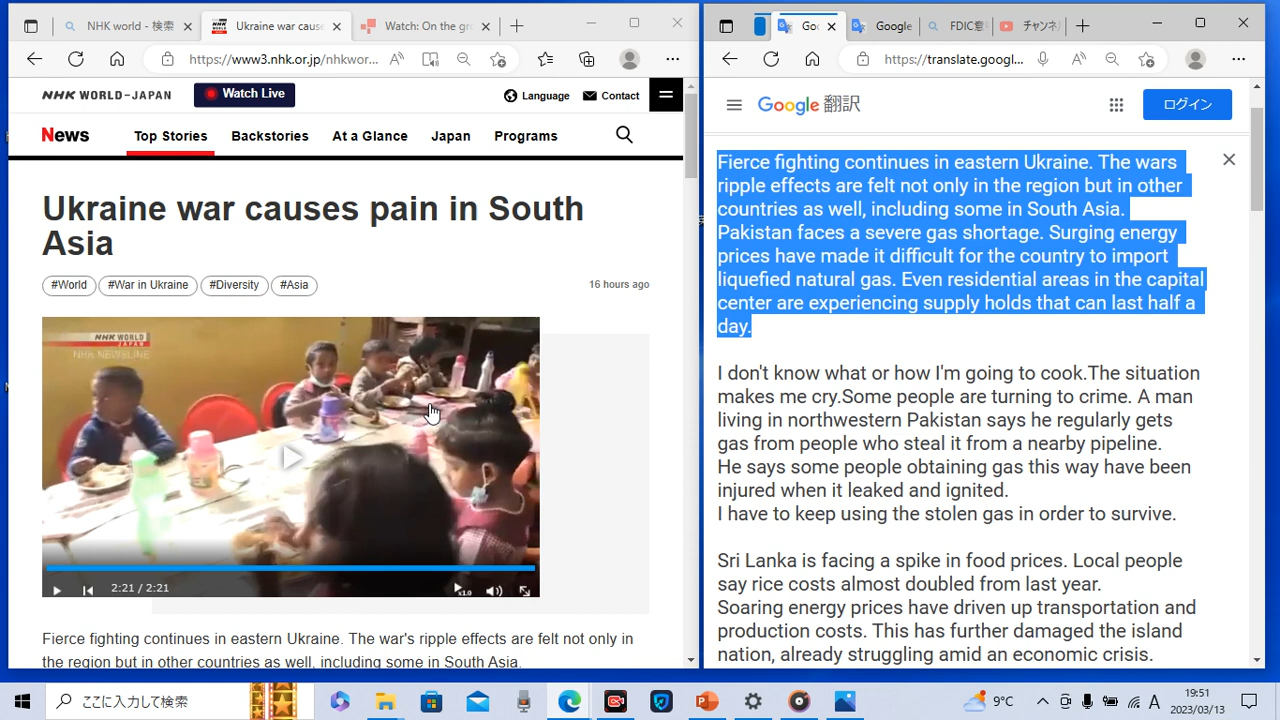 NHK world - 検索
Ukraine war cause
Watch: On the gr
https://www3.nhk.or.jp/nhkwor...
NHK WORLD-JAPAN
Watch Live
Language
Contact
News
Top Stories
Backstories
At a Glance
Japan
Programs
Ukraine war causes pain in South
Asia
#World
#War in Ukraine
#Diversity
#Asia
16 hours ago
NHK WORLD
JAPAN
NHK NEWSLINE
2:21 / 2:21
x1.0
Fierce fighting continues in eastern Ukraine. The war's ripple effects are felt not only in
the region but in other countries as well, including some in South Asia.
Goo
Google
FDIC意
チャンネル
https://translate.googl...
Google 翻訳
ログイン
Fierce fighting continues in eastern Ukraine. The wars
ripple effects are felt not only in the region but in other
countries as well, including some in South Asia.
Pakistan faces a severe gas shortage. Surging energy
prices have made it difficult for the country to import
liquefied natural gas. Even residential areas in the capital
center are experiencing supply holds that can last half a
day.
I don't know what or how I'm going to cook.The situation
makes me cry.Some people are turning to crime. A man
living in northwestern Pakistan says he regularly gets
gas from people who steal it from a nearby pipeline.
He says some people obtaining gas this way have been
injured when it leaked and ignited.
I have to keep using the stolen gas in order to survive.
Sri Lanka is facing a spike in food prices. Local people
say rice costs almost doubled from last year.
Soaring energy prices have driven up transportation and
production costs. This has further damaged the island
nation, already struggling amid an economic crisis.
ここに入力して検索
9°C
A
19:51
2023/03/13